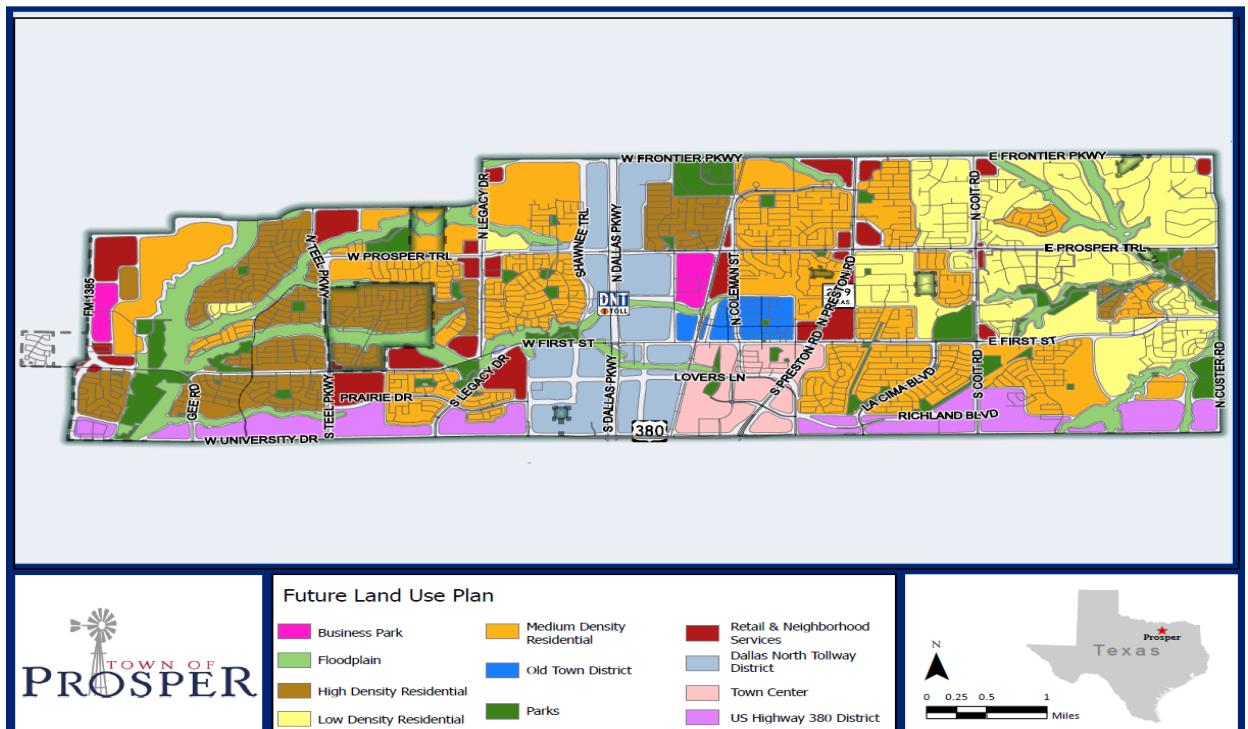 W FRONTIER PKWY
E FRONTIER PKWY
N LEGACY DR
SHAWNEE TRL
N DALLAS PKWY
N COIT RD
N TEEL PKWY
W PROSPER TRL
E PROSPER TRL
FM 1385
DNT
TOLL
N COLEMAN ST
N PRESTON RD
W FIRST ST
E FIRST ST
GEE RD
S TEEL PKWY
PRAIRIE DR
S LEGACY DR
S DALLAS PKWY
LOVERS LN
S PRESTON RD
LA CIMA BLVD
S COIT RD
RICHLAND BLVD
N CUSTER RD
W UNIVERSITY DR
380
TOWN OF
PROSPER
Future Land Use Plan
Business Park
Floodplain
High Density Residential
Low Density Residential
Medium Density
Residential
Old Town District
Parks
Retail & Neighborhood
Services
Dallas North Tollway
District
Town Center
US Highway 380 District
N
0 0.25 0.5 1
Miles
Prosper
Texas